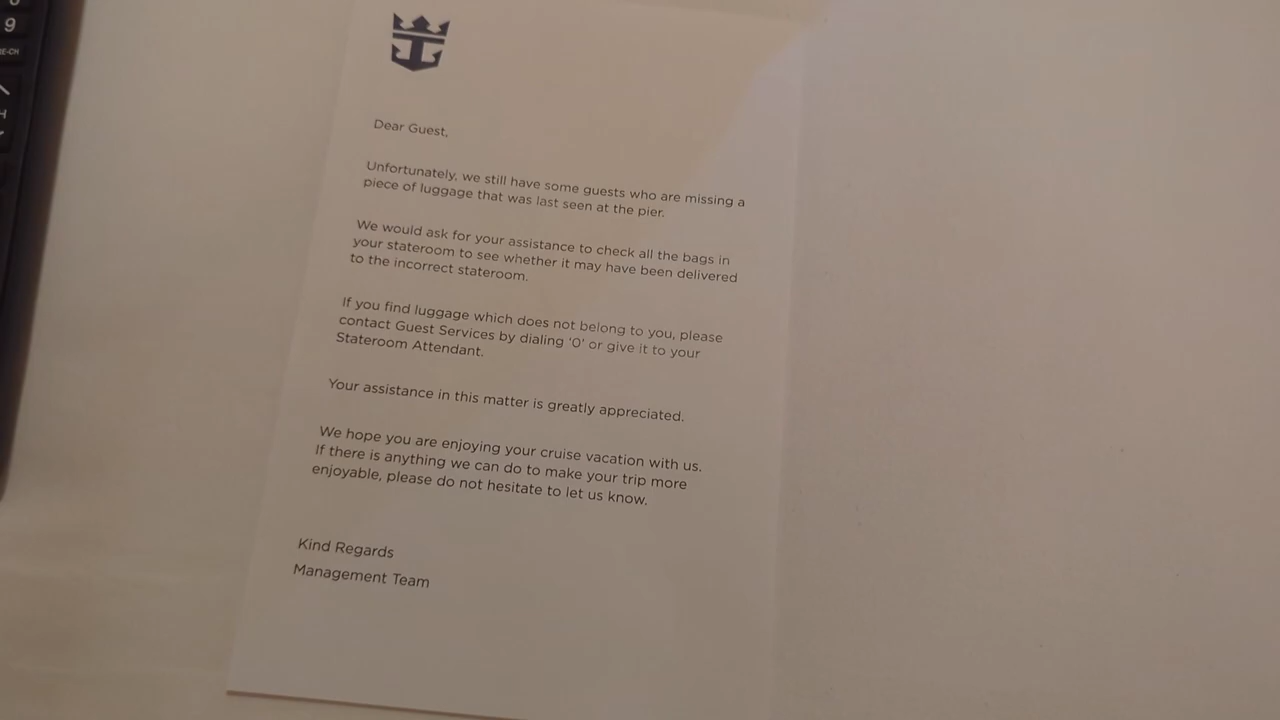 9
RE-CH
Dear Guest,
Unfortunately, we still have some guests who are missing a
piece of luggage that was last seen at the pier.
We would ask for your assistance to check all the bags in
your stateroom to see whether it may have been delivered
to the incorrect stateroom.
If you find luggage which does not belong to you, please
contact Guest Services by dialing '0' or give it to your
Stateroom Attendant.
Your assistance in this matter is greatly appreciated.
We hope you are enjoying your cruise vacation with us.
If there is anything we can do to make your trip more
enjoyable, please do not hesitate to let us know.
Kind Regards
Management Team